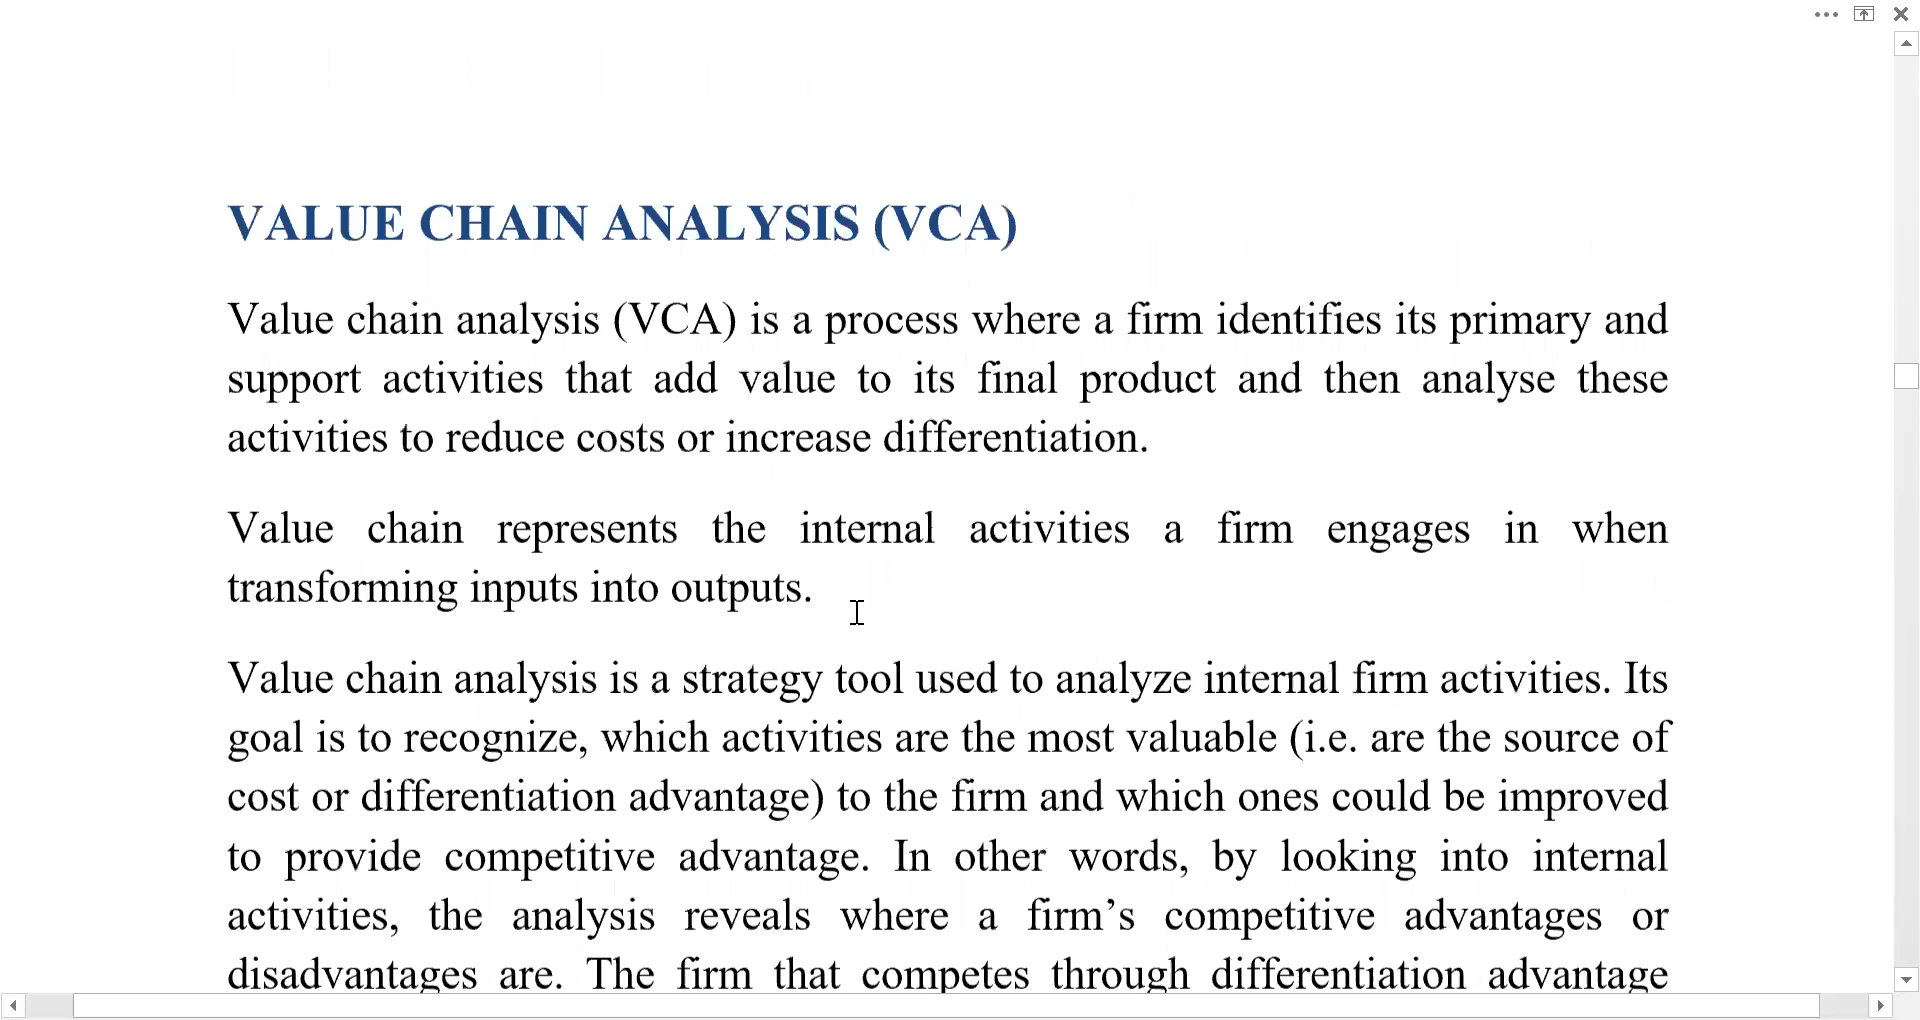 VALUE CHAIN ANALYSIS (VCA)
Value chain analysis (VCA) is a process where a firm identifies its primary and
support activities that add value to its final product and then analyse these
activities to reduce costs or increase differentiation.
Value chain represents the internal activities a firm engages in when
transforming inputs into outputs.
Value chain analysis is a strategy tool used to analyze internal firm activities. Its
goal is to recognize, which activities are the most valuable (i.e. are the source of
cost or differentiation advantage) to the firm and which ones could be improved
to provide competitive advantage. In other words, by looking into internal
activities, the analysis reveals where a firm’s competitive advantages or
disadvantages are. The firm that competes through differentiation advantage